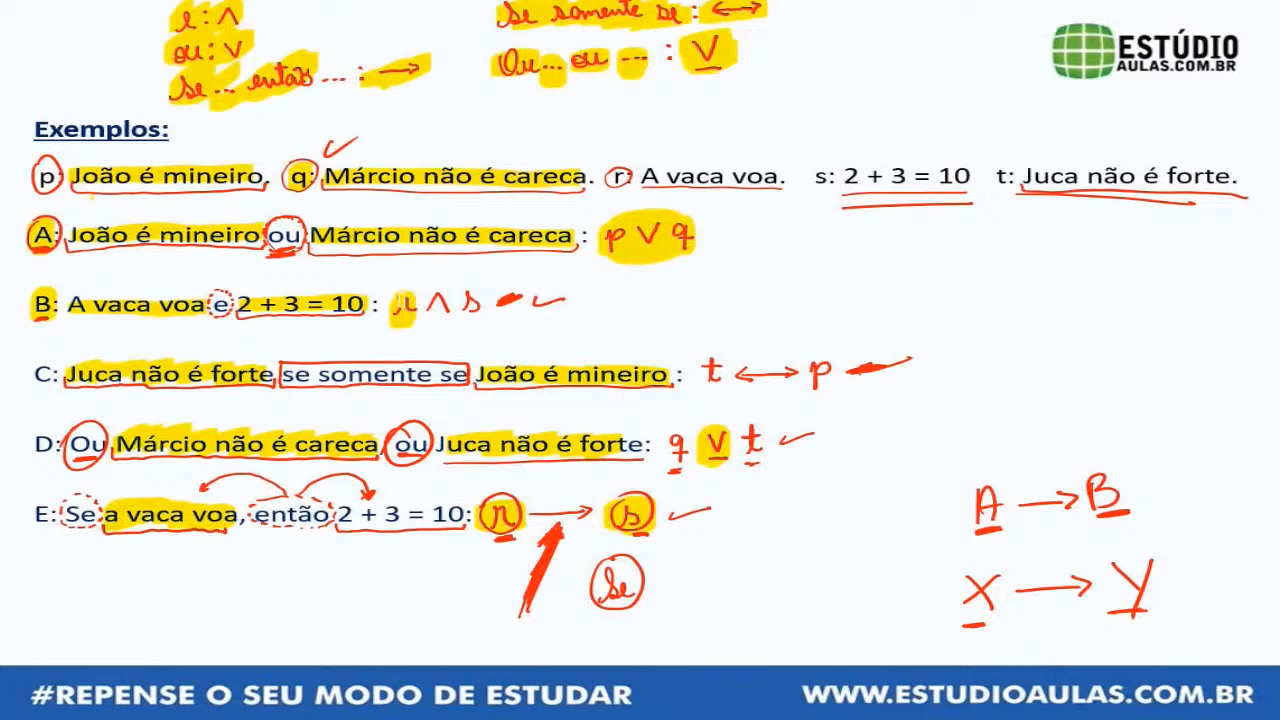 e : ∧
se somente se : ↔
ou : ∨
Ou ... ou ... : ∨
Se ... então ... : →
ESTÚDIO
AULAS.COM.BR
Exemplos:
p: João é mineiro. q: Márcio não é careca. r: A vaca voa. s: 2 + 3 = 10 t: Juca não é forte.
A: João é mineiro ou Márcio não é careca : p ∨ q
B: A vaca voa e 2 + 3 = 10 : r ∧ s
C: Juca não é forte se somente se João é mineiro : t ↔ p
D: Ou Márcio não é careca, ou Juca não é forte: q ∨ t
E: Se a vaca voa, então 2 + 3 = 10: r → s
A → B
Se
X → Y
#REPENSE O SEU MODO DE ESTUDAR
WWW.ESTUDIOAULAS.COM.BR